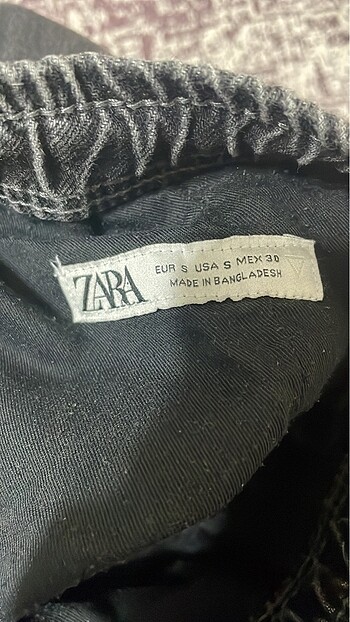 ZARA
EUR S USA S MEX 30
MADE IN BANGLADESH